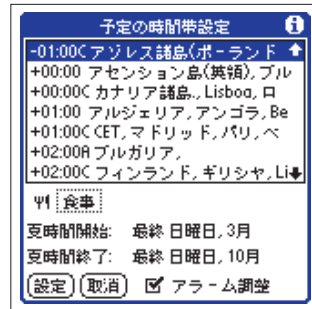 予定の時間帯設定
-01:00C アゾレス諸島(ポーランド
+00:00 アセンション島(英領), ブル
+00:00C カナリア諸島., Lisboa, ロ
+01:00 アルジェリア, アンゴラ, Be
+01:00C CET, マドリッド, パリ, ベ
+02:00A ブルガリア,
+02:00C フィンランド, ギリシャ, Li
食事
夏時間開始: 最終 日曜日, 3月
夏時間終了: 最終 日曜日, 10月
設定 取消 アラーム調整